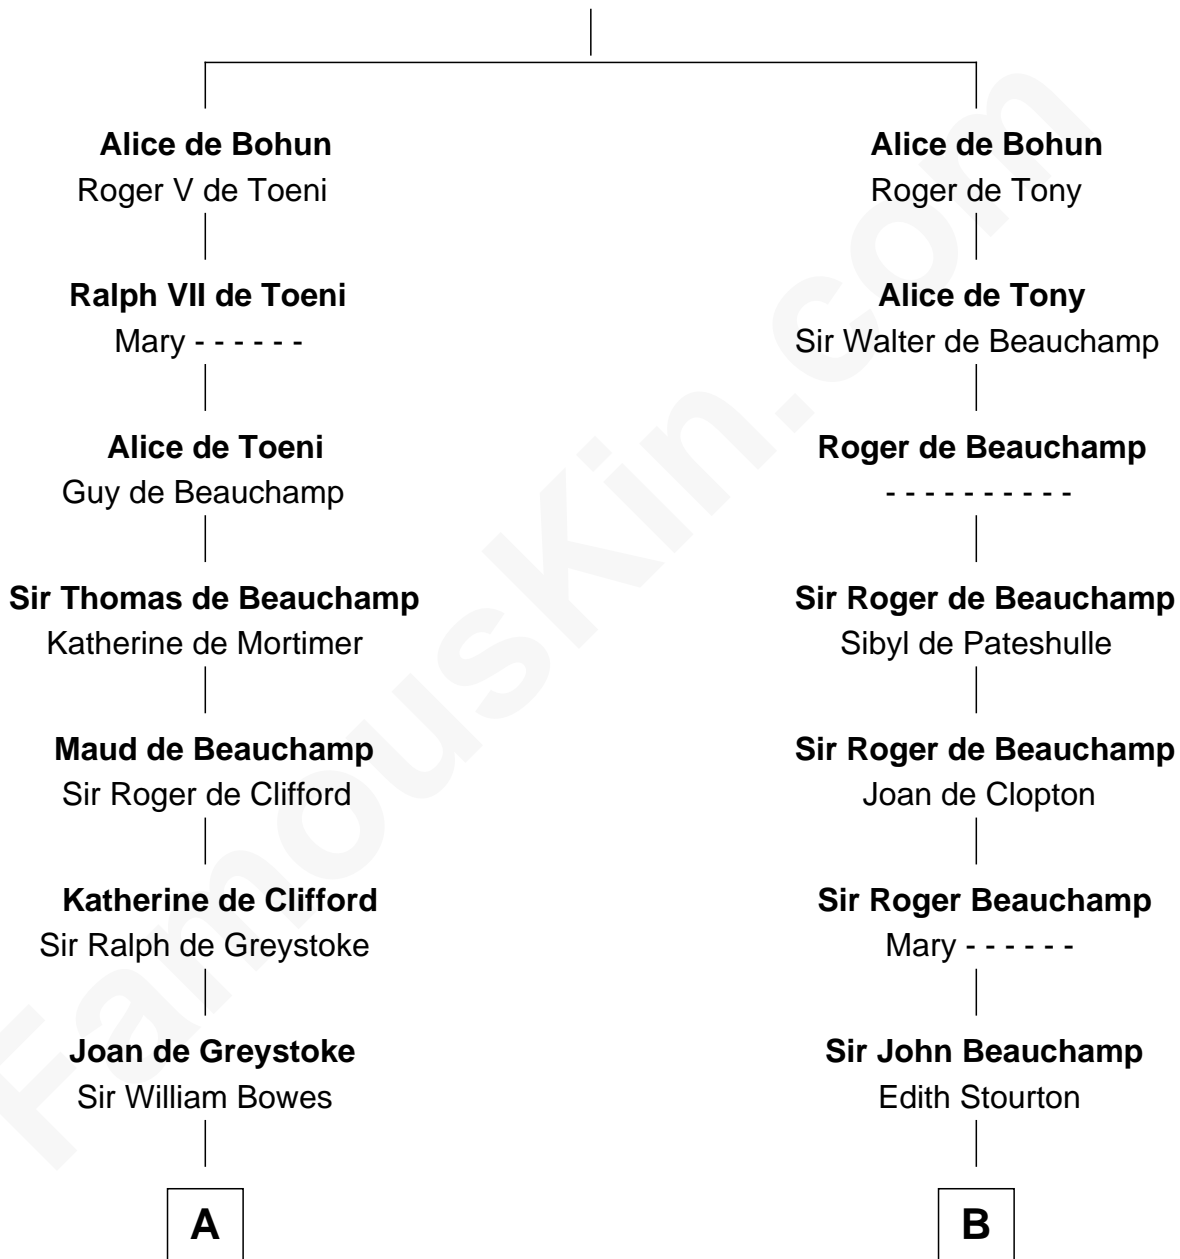 Alice de Bohun
Roger V de Toeni
Ralph VII de Toeni
Mary - - - - - -
Alice de Toeni
Guy de Beauchamp
Sir Thomas de Beauchamp
Katherine de Mortimer
Maud de Beauchamp
Sir Roger de Clifford
Katherine de Clifford
Sir Ralph de Greystoke
Joan de Greystoke
Sir William Bowes
A
Alice de Bohun
Roger de Tony
Alice de Tony
Sir Walter de Beauchamp
Roger de Beauchamp
- - - - - - - - - -
Sir Roger de Beauchamp
Sibyl de Pateshulle
Sir Roger de Beauchamp
Joan de Clopton
Sir Roger Beauchamp
Mary - - - - - -
Sir John Beauchamp
Edith Stourton
B
FamousKin.com